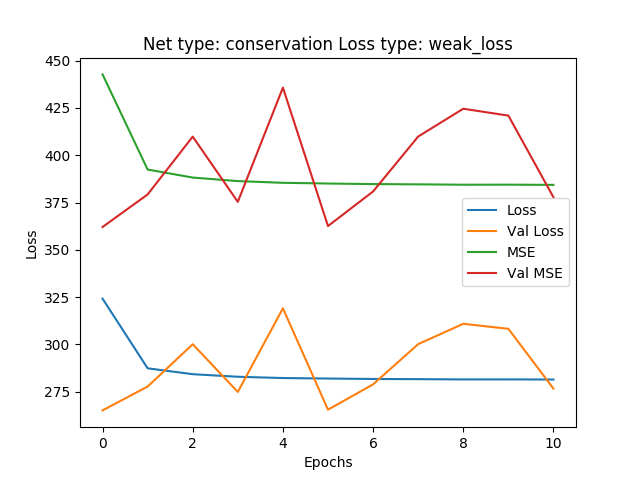 Net type: conservation Loss type: weak_loss
450
425
400
375
350
325
300
275
Loss
Loss
Val Loss
MSE
Val MSE
0
2
4
6
8
10
Epochs